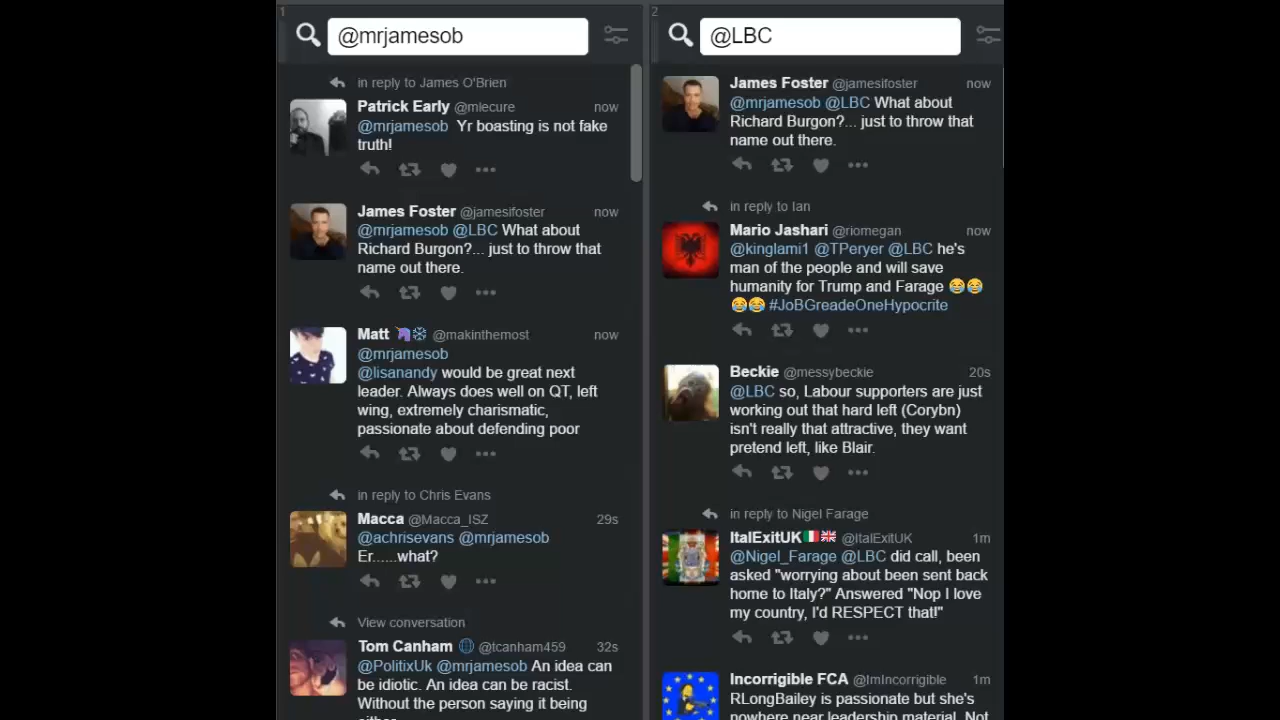 1
@mrjamesob
in reply to James O'Brien
Patrick Early @mlecure now
@mrjamesob Yr boasting is not fake
truth!
James Foster @jamesifoster now
@mrjamesob @LBC What about
Richard Burgon?... just to throw that
name out there.
Matt @makinthemost now
@mrjamesob
@lisanandy would be great next
leader. Always does well on QT, left
wing, extremely charismatic,
passionate about defending poor
in reply to Chris Evans
Macca @Macca_ISZ 29s
@achrisevans @mrjamesob
Er......what?
View conversation
Tom Canham @tcanham459 32s
@PolitixUk @mrjamesob An idea can
be idiotic. An idea can be racist.
Without the person saying it being
either.
2
@LBC
James Foster @jamesifoster now
@mrjamesob @LBC What about
Richard Burgon?... just to throw that
name out there.
in reply to Ian
Mario Jashari @riomegan now
@kinglami1 @TPeryer @LBC he's
man of the people and will save
humanity for Trump and Farage 😂😂
😂😂 #JoBGreadeOneHypocrite
Beckie @messybeckie 20s
@LBC so, Labour supporters are just
working out that hard left (Corybn)
isn't really that attractive, they want
pretend left, like Blair.
in reply to Nigel Farage
ItalExitUK🇮🇹🇬🇧 @ItalExitUK 1m
@Nigel_Farage @LBC did call, been
asked "worrying about been sent back
home to Italy?" Answered "Nop I love
my country, I'd RESPECT that!"
Incorrigible FCA @ImIncorrigible 1m
RLongBailey is passionate but she's
nowhere near leadership material. Not